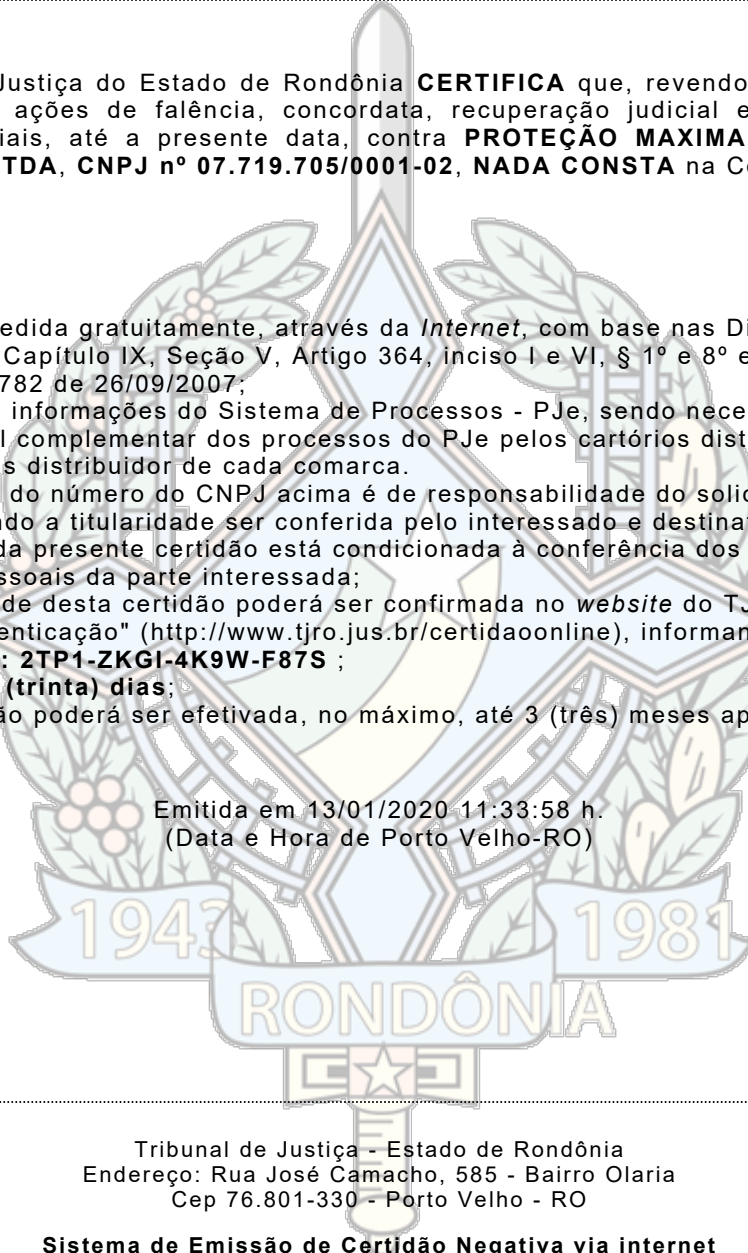 Justiça do Estado de Rondônia CERTIFICA que, revendo
ações de falência, concordata, recuperação judicial e
iais, até a presente data, contra PROTEÇÃO MAXIMA
TDA, CNPJ nº 07.719.705/0001-02, NADA CONSTA na Co
edida gratuitamente, através da Internet, com base nas Di
Capítulo IX, Seção V, Artigo 364, inciso I e VI, § 1º e 8º e
782 de 26/09/2007;
informações do Sistema de Processos - PJe, sendo nece
l complementar dos processos do PJe pelos cartórios dist
s distribuidor de cada comarca.
do número do CNPJ acima é de responsabilidade do solic
ndo a titularidade ser conferida pelo interessado e destinat
da presente certidão está condicionada à conferência dos
ssoais da parte interessada;
de desta certidão poderá ser confirmada no website do TJ
enticação" (http://www.tjro.jus.br/certidaoonline), informan
: 2TP1-ZKGI-4K9W-F87S ;
(trinta) dias;
ão poderá ser efetivada, no máximo, até 3 (três) meses ap
Emitida em 13/01/2020 11:33:58 h.
(Data e Hora de Porto Velho-RO)
1943 1981
RONDÔNIA
Tribunal de Justiça - Estado de Rondônia
Endereço: Rua José Camacho, 585 - Bairro Olaria
Cep 76.801-330 - Porto Velho - RO
Sistema de Emissão de Certidão Negativa via internet